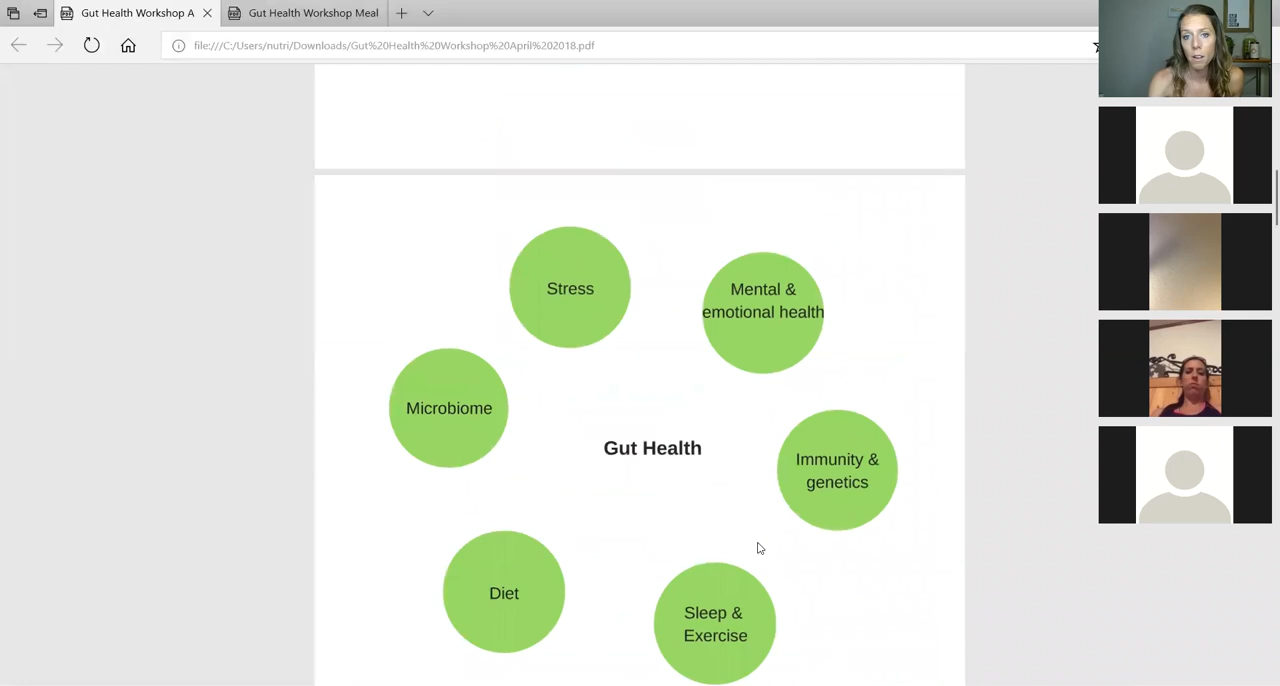 Gut Health Workshop A
Gut Health Workshop Meal
file:///C:/Users/nutri/Downloads/Gut%20Health%20Workshop%20April%202018.pdf
Stress
Mental &
emotional health
Microbiome
Gut Health
Immunity &
genetics
Diet
Sleep &
Exercise